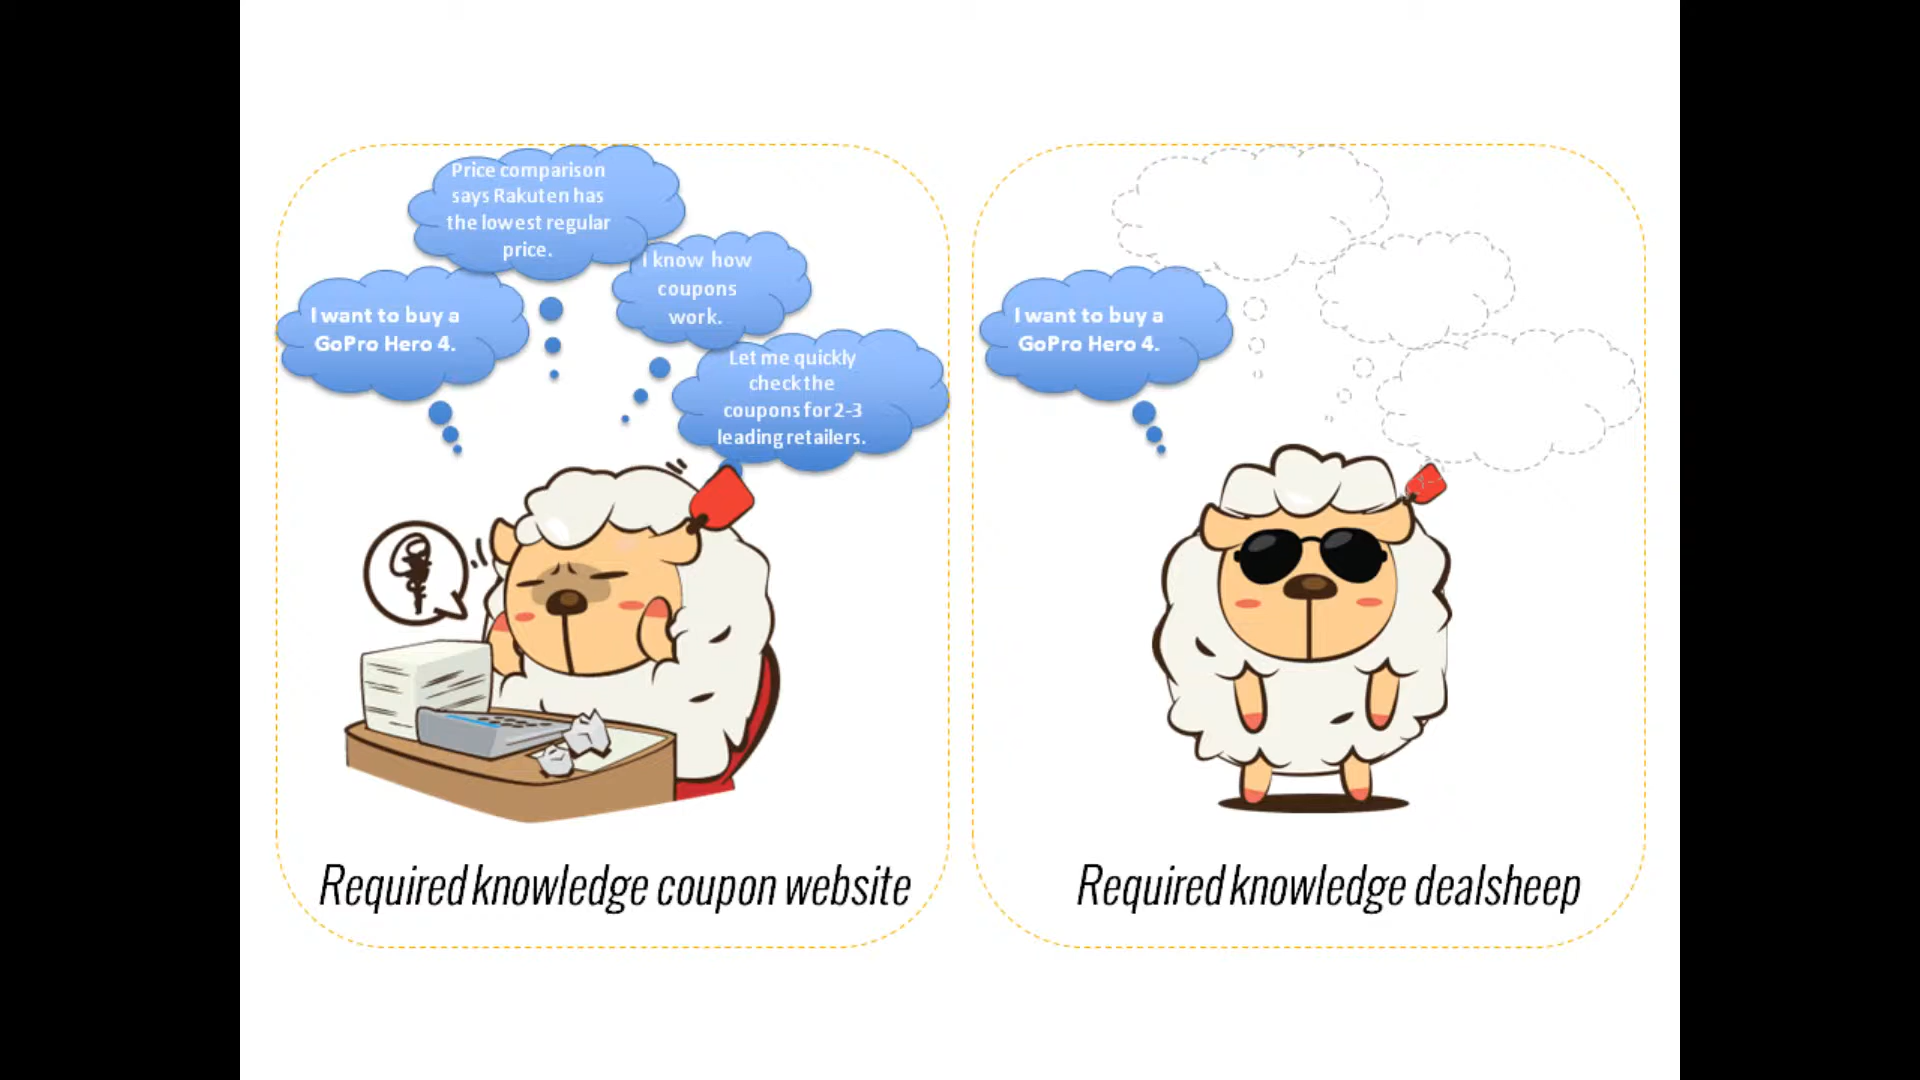 Price comparison
says Rakuten has
the lowest regular
price.
I know how
coupons
work.
I want to buy a
GoPro Hero 4.
Let me quickly
check the
coupons for 2-3
leading retailers.
Required knowledge coupon website
I want to buy a
GoPro Hero 4.
Required knowledge dealsheep